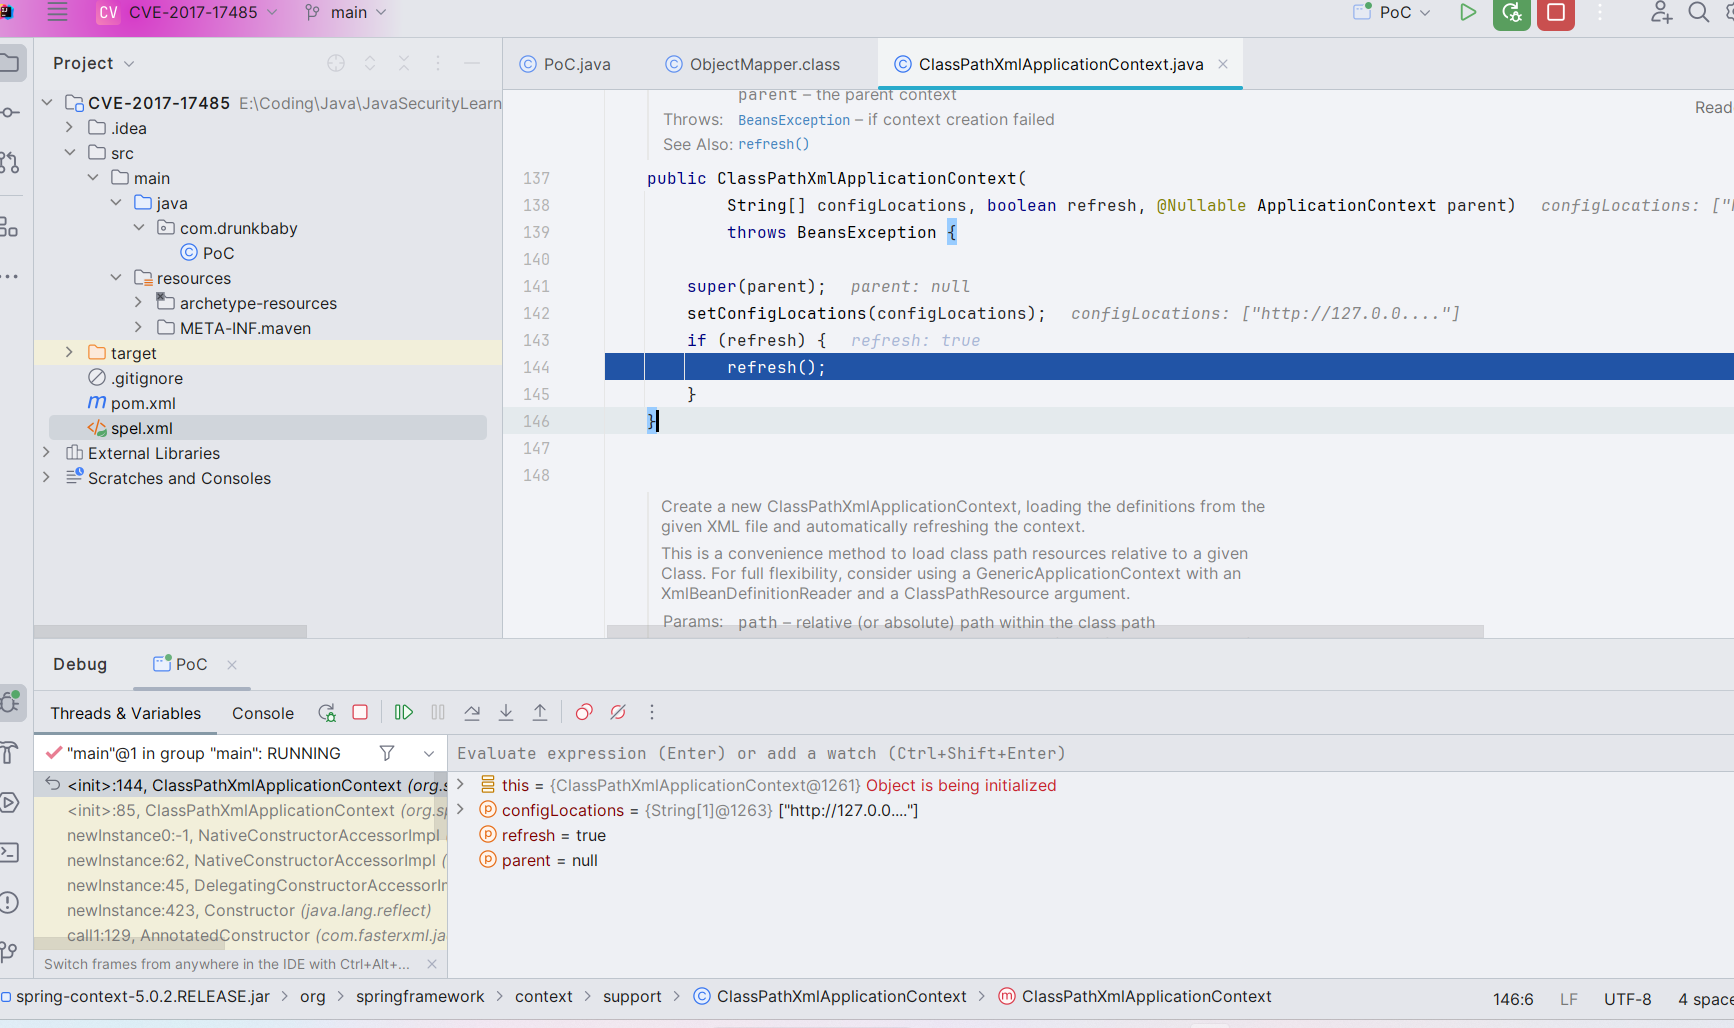 CV CVE-2017-17485 main PoC
Project
PoC.java ObjectMapper.class ClassPathXmlApplicationContext.java
CVE-2017-17485 E:\Coding\Java\JavaSecurityLearn
.idea
src
main
java
com.drunkbaby
PoC
resources
archetype-resources
META-INF.maven
target
.gitignore
pom.xml
spel.xml
External Libraries
Scratches and Consoles
parent – the parent context
Read
Throws: BeansException – if context creation failed
See Also: refresh()
137 public ClassPathXmlApplicationContext(
138 String[] configLocations, boolean refresh, @Nullable ApplicationContext parent) configLocations: ["
139 throws BeansException {
140
141 super(parent); parent: null
142 setConfigLocations(configLocations); configLocations: ["http://127.0.0...."]
143 if (refresh) { refresh: true
144 refresh();
145 }
146 }
147
148
Create a new ClassPathXmlApplicationContext, loading the definitions from the
given XML file and automatically refreshing the context.
This is a convenience method to load class path resources relative to a given
Class. For full flexibility, consider using a GenericApplicationContext with an
XmlBeanDefinitionReader and a ClassPathResource argument.
Params: path – relative (or absolute) path within the class path
Debug PoC
Threads & Variables Console
"main"@1 in group "main": RUNNING
<init>:144, ClassPathXmlApplicationContext (org.s
<init>:85, ClassPathXmlApplicationContext (org.sp
newInstance0:-1, NativeConstructorAccessorImpl
newInstance:62, NativeConstructorAccessorImpl (
newInstance:45, DelegatingConstructorAccessorIm
newInstance:423, Constructor (java.lang.reflect)
call1:129, AnnotatedConstructor (com.fasterxml.ja
Switch frames from anywhere in the IDE with Ctrl+Alt+...
Evaluate expression (Enter) or add a watch (Ctrl+Shift+Enter)
this = {ClassPathXmlApplicationContext@1261} Object is being initialized
configLocations = {String[1]@1263} ["http://127.0.0...."]
refresh = true
parent = null
spring-context-5.0.2.RELEASE.jar > org > springframework > context > support > ClassPathXmlApplicationContext > ClassPathXmlApplicationContext
146:6 LF UTF-8 4 space